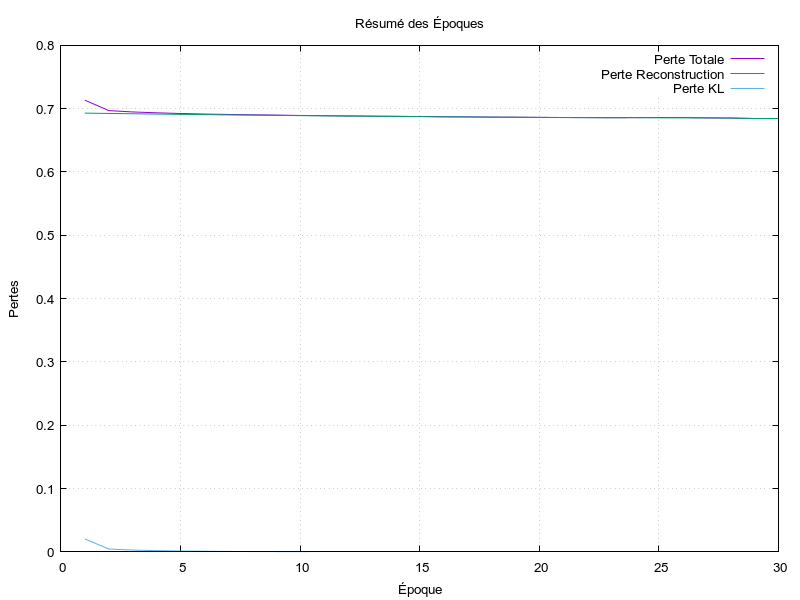 Résumé des Époques
Perte Totale
Perte Reconstruction
Perte KL
0.8
0.7
0.6
0.5
0.4
0.3
0.2
0.1
0
Pertes
0 5 10 15 20 25 30
Époque